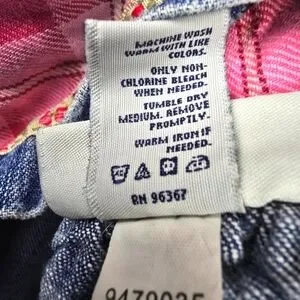 MACHINE WASH
WARM WITH LIKE
COLORS.
ONLY NON-
CHLORINE BLEACH
WHEN NEEDED.
TUMBLE DRY
MEDIUM. REMOVE
PROMPTLY.
WARM IRON IF
NEEDED.
RN 96367